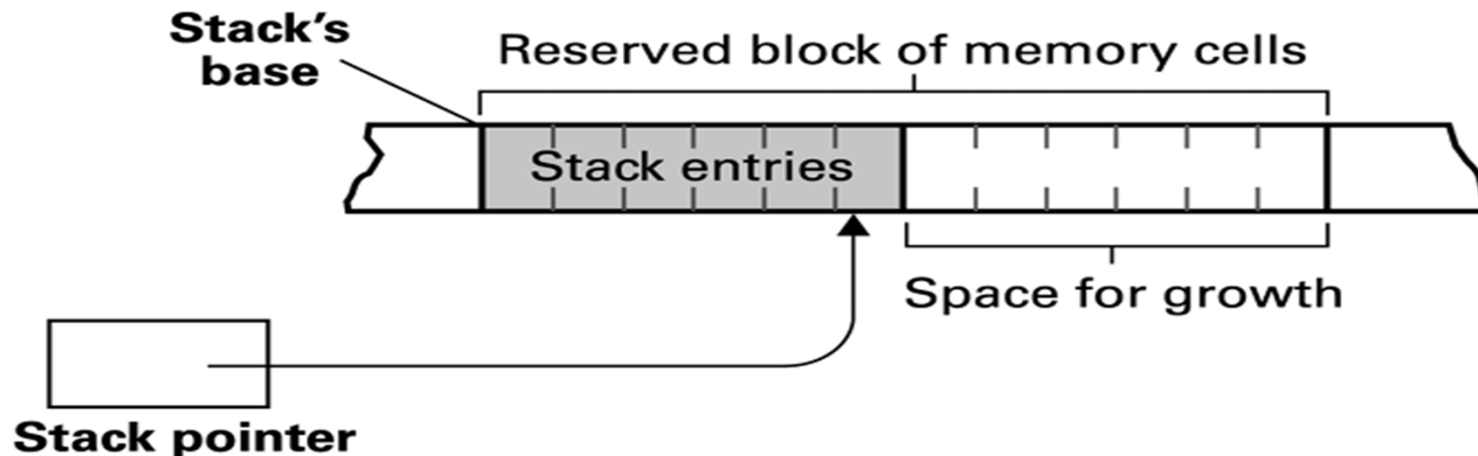 Stack's
base
Reserved block of memory cells
Stack entries
Space for growth
Stack pointer